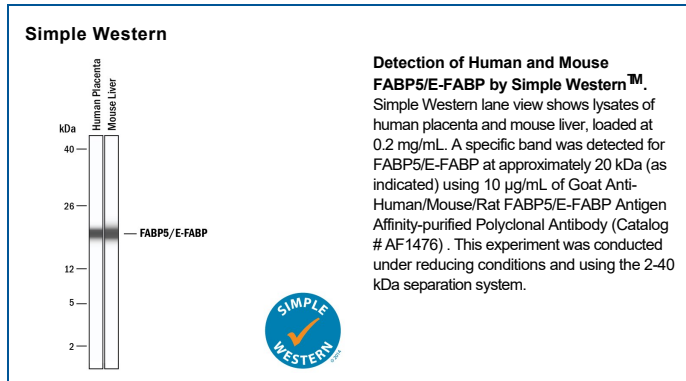 Simple Western
Human Placenta
Mouse Liver
kDa
40
26
FABP5/E-FABP
12
5
2
SIMPLE
WESTERN
©2014
Detection of Human and Mouse
FABP5/E-FABP by Simple Western™.
Simple Western lane view shows lysates of
human placenta and mouse liver, loaded at
0.2 mg/mL. A specific band was detected for
FABP5/E-FABP at approximately 20 kDa (as
indicated) using 10 µg/mL of Goat Anti-
Human/Mouse/Rat FABP5/E-FABP Antigen
Affinity-purified Polyclonal Antibody (Catalog
# AF1476) . This experiment was conducted
under reducing conditions and using the 2-40
kDa separation system.